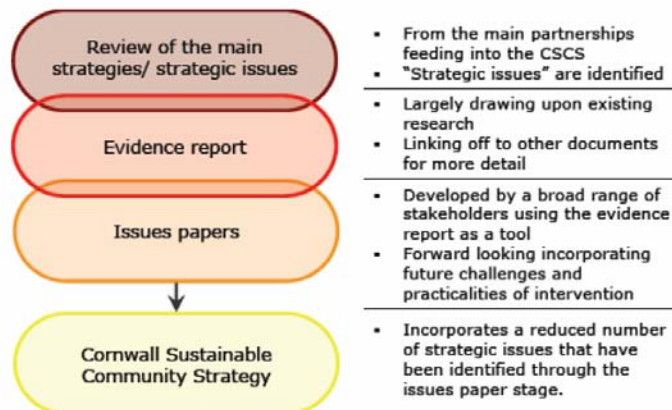 Review of the main
strategies/ strategic issues
▪ From the main partnerships
feeding into the CSCS
▪ "Strategic issues" are identified
Evidence report
▪ Largely drawing upon existing
research
▪ Linking off to other documents
for more detail
Issues papers
▪ Developed by a broad range of
stakeholders using the evidence
report as a tool
▪ Forward looking incorporating
future challenges and
practicalities of intervention
Cornwall Sustainable
Community Strategy
▪ Incorporates a reduced number
of strategic issues that have
been identified through the
issues paper stage.